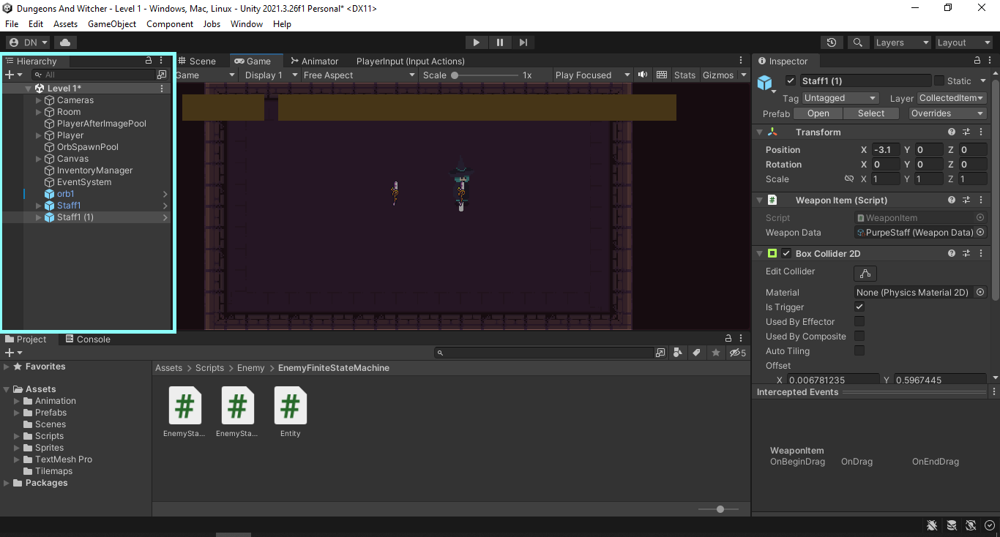 Dungeons And Witcher - Level 1 - Windows, Mac, Linux - Unity 2021.3.26f1 Personal* <DX11>
File Edit Assets GameObject Component Jobs Window Help
DN Layers Layout
Hierarchy
All
Level 1*
Cameras
Room
PlayerAfterImagePool
Player
OrbSpawnPool
Canvas
InventoryManager
EventSystem
orb1
Staff1
Staff1 (1)
Scene Game Animator PlayerInput (Input Actions)
Game Display 1 Free Aspect Scale 1x Play Focused Stats Gizmos
Inspector
Staff1 (1) Static
Tag Untagged Layer CollectedItem
Prefab Open Select Overrides
Transform
Position X -3.1 Y 0 Z 0
Rotation X 0 Y 0 Z 0
Scale X 1 Y 1 Z 1
# Weapon Item (Script)
Script # WeaponItem
Weapon Data PurpeStaff (Weapon Data)
Box Collider 2D
Edit Collider
Material None (Physics Material 2D)
Is Trigger
Used By Effector
Used By Composite
Auto Tiling
Offset
X 0.006781235 Y 0.5967445
Intercepted Events
WeaponItem
OnBeginDrag OnDrag OnEndDrag
Project Console
5
Favorites
Assets
Animation
Prefabs
Scenes
Scripts
Sprites
TextMesh Pro
Tilemaps
Packages
Assets > Scripts > Enemy > EnemyFiniteStateMachine
# # #
EnemySta... EnemySta... Entity